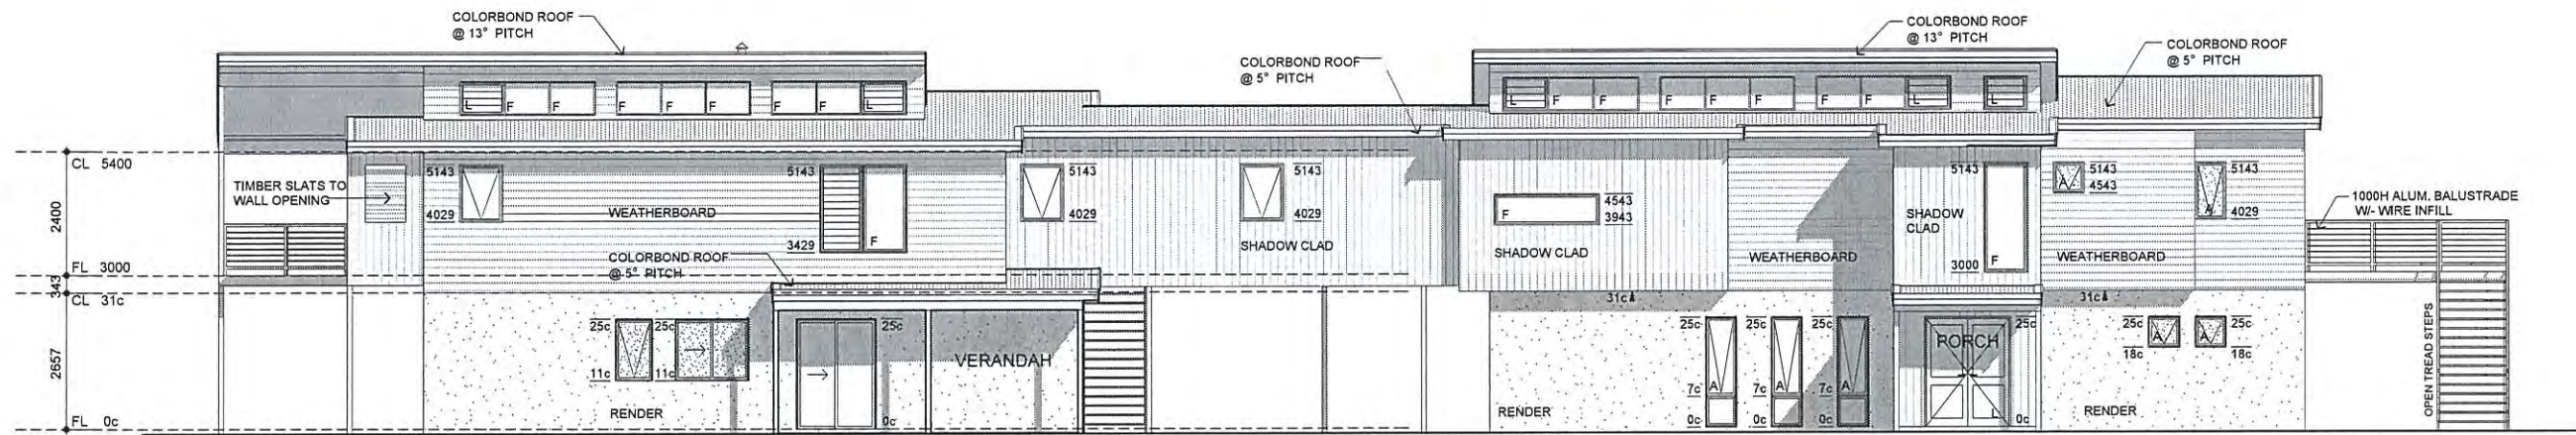 COLORBOND ROOF
@ 13° PITCH
COLORBOND ROOF
@ 5° PITCH
COLORBOND ROOF
@ 13° PITCH
COLORBOND ROOF
@ 5° PITCH
L F F F F F F F L
L F F F F F F F L L
CL 5400
2400
FL 3000
343
CL 31c
2657
FL 0c
TIMBER SLATS TO
WALL OPENING
5143
4029
WEATHERBOARD
5143
3429
F
COLORBOND ROOF
@ 5° PITCH
5143
4029
5143
4029
SHADOW CLAD
F
4543
3943
SHADOW CLAD
WEATHERBOARD
SHADOW
CLAD
5143
3000
F
A
5143
4543
A
5143
4029
WEATHERBOARD
1000H ALUM. BALUSTRADE
W/- WIRE INFILL
25c
11c
25c
11c
RENDER
25c
0c
VERANDAH
31c
RENDER
25c
7c
0c
A
25c
7c
0c
A
25c
7c
0c
A
PORCH
25c
0c
L
31c
25c
18c
A
A
25c
18c
RENDER
OPEN TREAD STEPS